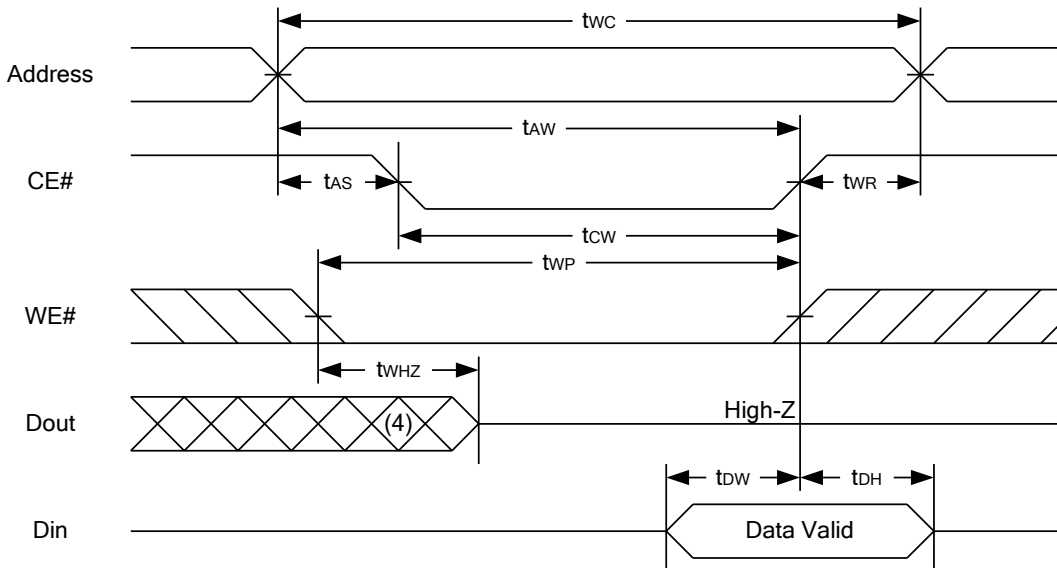 tWC
Address
tAW
CE#
tAS
tWR
tCW
tWP
WE#
tWHZ
Dout
(4)
High-Z
tDW
tDH
Din
Data Valid